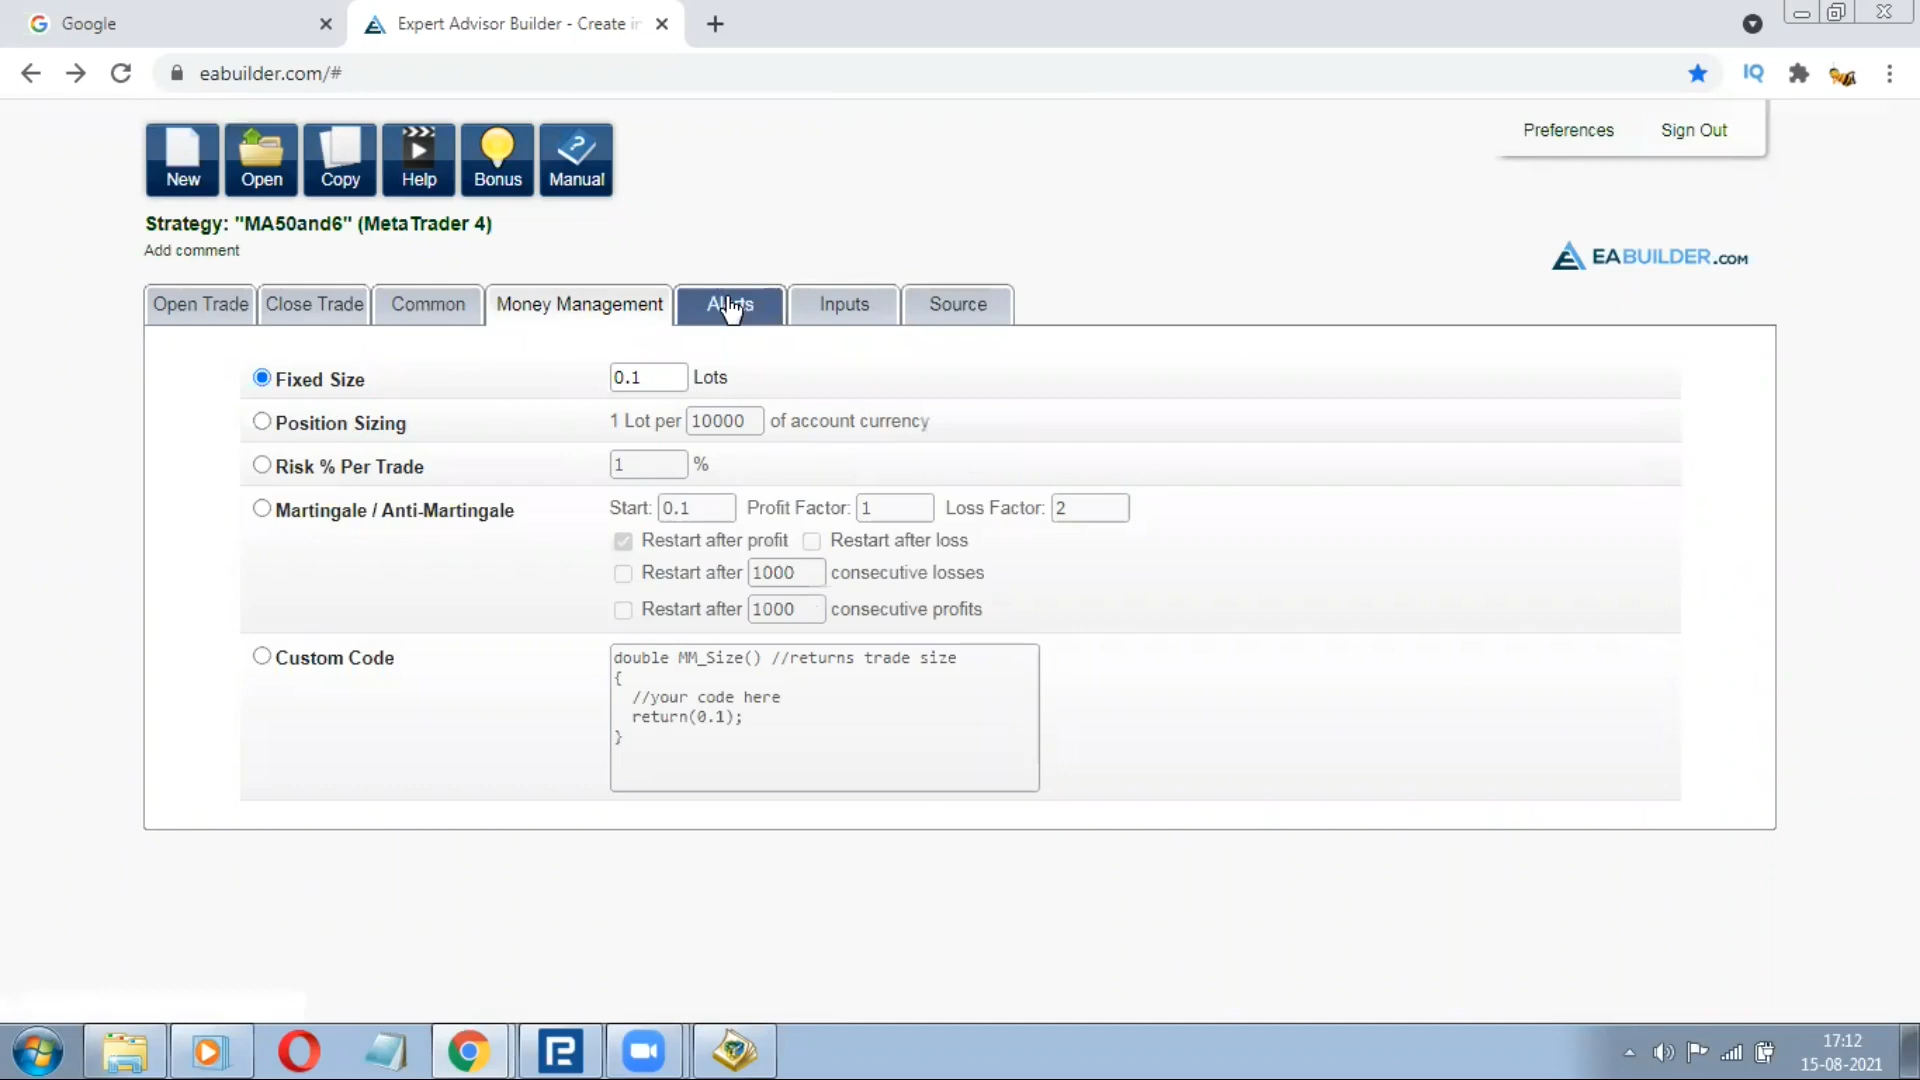 Google
Expert Advisor Builder - Create in
eabuilder.com/#
IQ
Preferences
Sign Out
New
Open
Copy
Help
Bonus
Manual
Strategy: "MA50and6" (MetaTrader 4)
Add comment
EABUILDER.COM
Open Trade
Close Trade
Common
Money Management
Alerts
Inputs
Source
Fixed Size
0.1 Lots
Position Sizing
1 Lot per 10000 of account currency
Risk % Per Trade
1 %
Martingale / Anti-Martingale
Start: 0.1 Profit Factor: 1 Loss Factor: 2
Restart after profit Restart after loss
Restart after 1000 consecutive losses
Restart after 1000 consecutive profits
Custom Code
double MM_Size() //returns trade size
{
//your code here
return(0.1);
}
17:12
15-08-2021